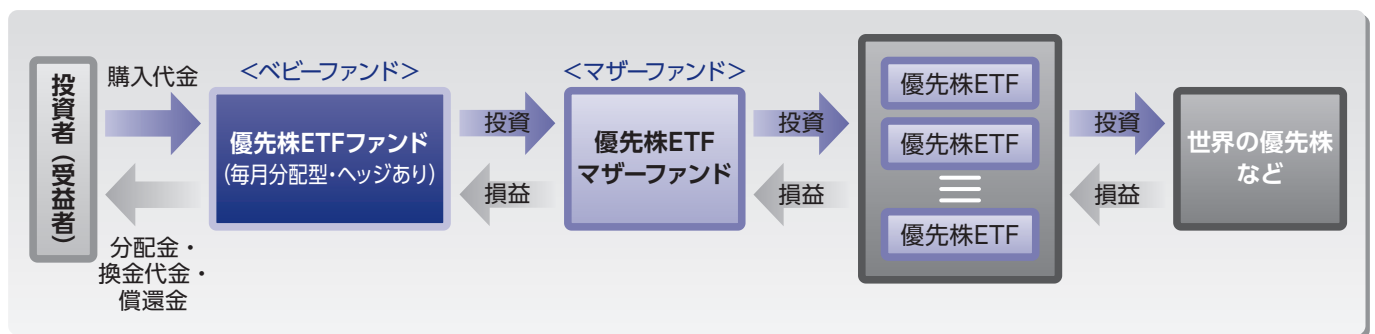 投資者（受益者）
購入代金
分配金・
換金代金・
償還金
＜ベビーファンド＞
優先株ETFファンド
(毎月分配型・ヘッジあり)
投資
損益
＜マザーファンド＞
優先株ETF
マザーファンド
投資
損益
優先株ETF
優先株ETF
優先株ETF
投資
損益
世界の優先株
など